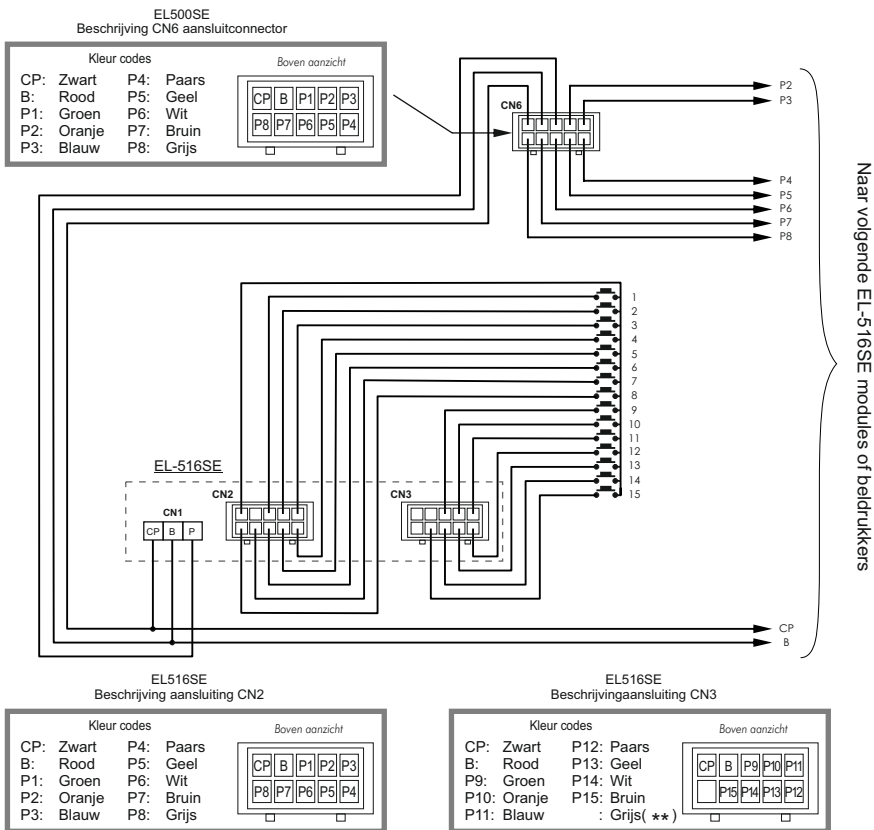 EL500SE
Beschrijving CN6 aansluitconnector
Kleur codes
Boven aanzicht
CP: Zwart P4: Paars
B: Rood P5: Geel
P1: Groen P6: Wit
P2: Oranje P7: Bruin
P3: Blauw P8: Grijs
CP B P1 P2 P3
P8 P7 P6 P5 P4
CN6
P2
P3
P4
P5
P6
P7
P8
Naar volgende EL-516SE modules of beldrukkers
1
2
3
4
5
6
7
8
9
10
11
12
13
14
15
EL-516SE
CN1
CP B P
CN2
CN3
CP
B
EL516SE
Beschrijving aansluiting CN2
Kleur codes
Boven aanzicht
CP: Zwart P4: Paars
B: Rood P5: Geel
P1: Groen P6: Wit
P2: Oranje P7: Bruin
P3: Blauw P8: Grijs
CP B P1 P2 P3
P8 P7 P6 P5 P4
EL516SE
Beschrijvingaansluiting CN3
Kleur codes
Boven aanzicht
CP: Zwart P12: Paars
B: Rood P13: Geel
P9: Groen P14: Wit
P10: Oranje P15: Bruin
P11: Blauw : Grijs( ** )
CP B P9 P10 P11
P15 P14 P13 P12